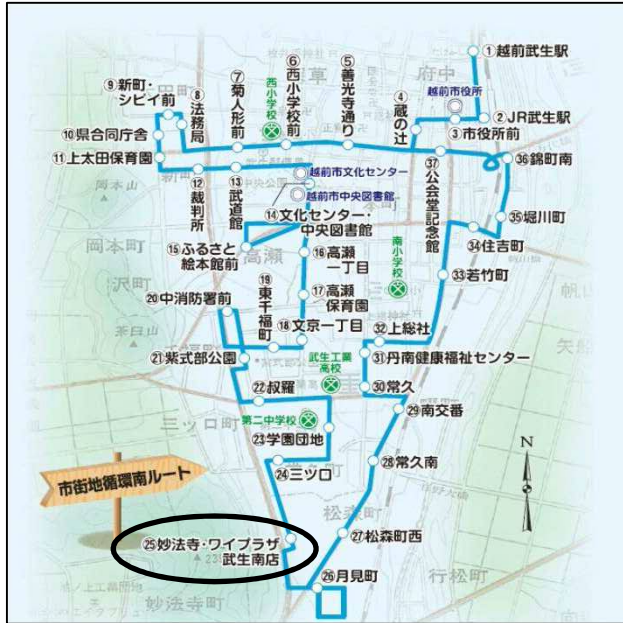 ①越前武生駅
府中
越前市役所
②JR武生駅
③市役所前
④蔵の辻
⑤善光寺通り
⑥西小学校前
西小学校
⑦菊人形前
⑧法務局
⑨新町・
シピィ前
⑩県合同庁舎
⑪上太田保育園
⑫裁判所
⑬武道館
越前市文化センター
越前市中央図書館
⑭文化センター・
中央図書館
⑮ふるさと
絵本館前
高瀬
⑯高瀬
一丁目
⑰高瀬
保育園
⑱文京一丁目
⑲東千福町
⑳中消防署前
㉑紫式部公園
㉒叔羅
武生工業
高校
第二中学校
㉓学園団地
㉔三ツ口
市街地循環南ルート
㉕妙法寺・ワイプラザ
武生南店
㉖月見町
㉗松森町西
㉘常久南
㉙南交番
㉚常久
㉛丹南健康福祉センター
㉜上総社
㉝若竹町
㉞住吉町
㉟堀川町
㊱錦町南
㊲公会堂記念館
南小学校
岡本町
沢町
茶臼山
三ツ口町
松森町
行松町
妙法寺町
帆山
N